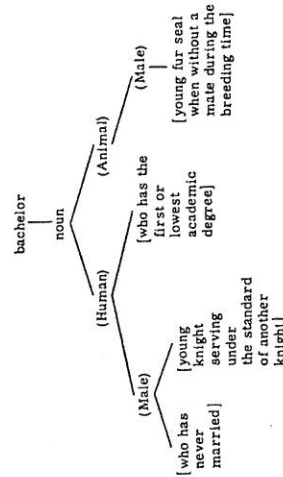 bachelor
noun
(Human)
(Animal)
(Male)
[who has the
first or
lowest
academic
degree]
(Male)
[who has
never
married]
[young
knight
serving
under
the standard
of another
knight]
[young fur seal
when without a
mate during the
breeding time]